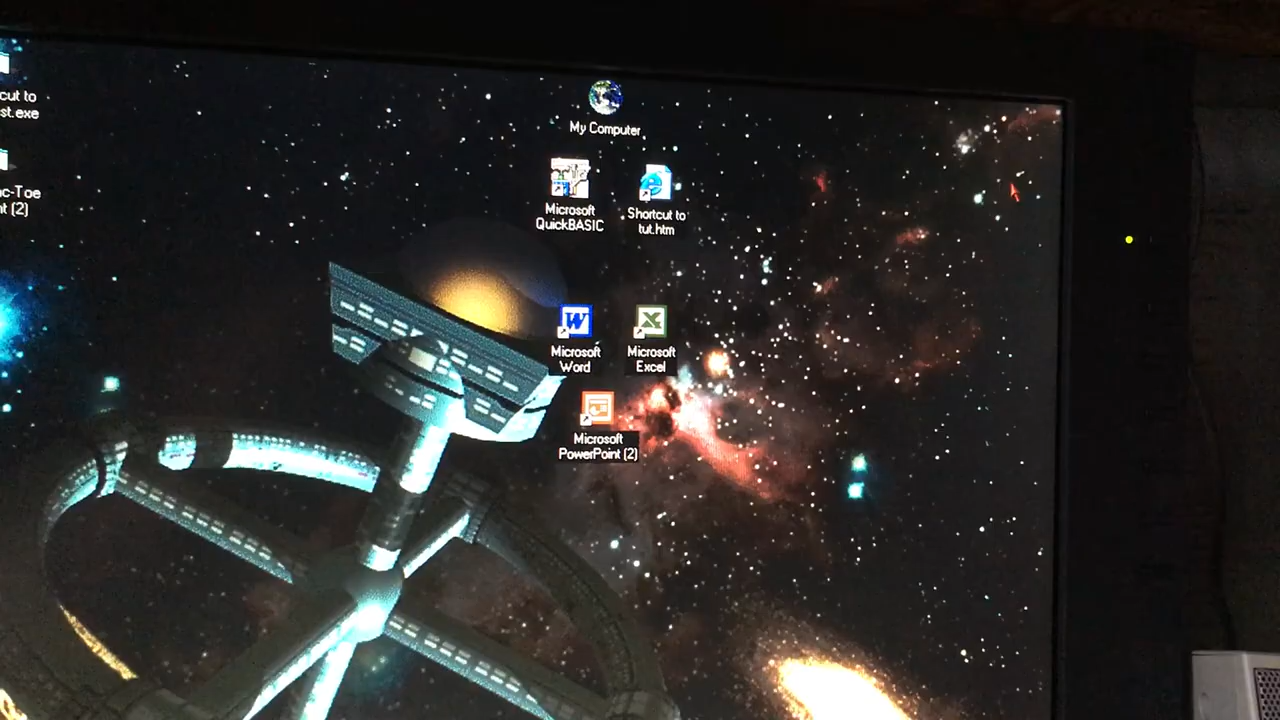 cut to
st.exe
c-Toe
t (2)
My Computer
Microsoft
QuickBASIC
Shortcut to
tut.htm
Microsoft
Word
Microsoft
Excel
Microsoft
PowerPoint (2)